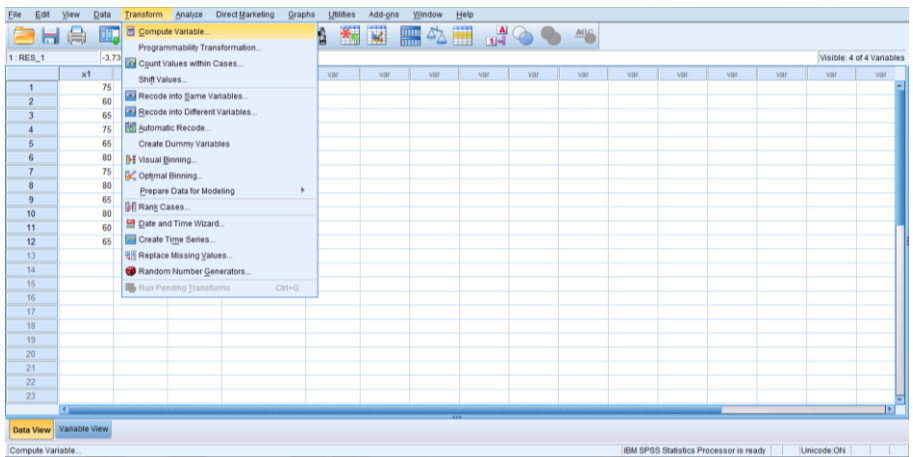 File Edit View Data Transform Analyze Direct Marketing Graphs Utilities Add-ons Window Help
1 : RES_1 -3,73 Visible: 4 of 4 Variables
Compute Variable...
Programmability Transformation...
Count Values within Cases...
Shift Values...
Recode into Same Variables...
Recode into Different Variables...
Automatic Recode...
Create Dummy Variables
Visual Binning...
Optimal Binning...
Prepare Data for Modeling
Rank Cases...
Date and Time Wizard...
Create Time Series...
Replace Missing Values...
Random Number Generators...
Run Pending Transforms Ctrl+G
x1 var var var var var var var var var var var var
1 75
2 60
3 65
4 75
5 65
6 80
7 75
8 80
9 65
10 80
11 60
12 65
13
14
15
16
17
18
19
20
21
22
23
Data View Variable View
Compute Variable... IBM SPSS Statistics Processor is ready Unicode:ON